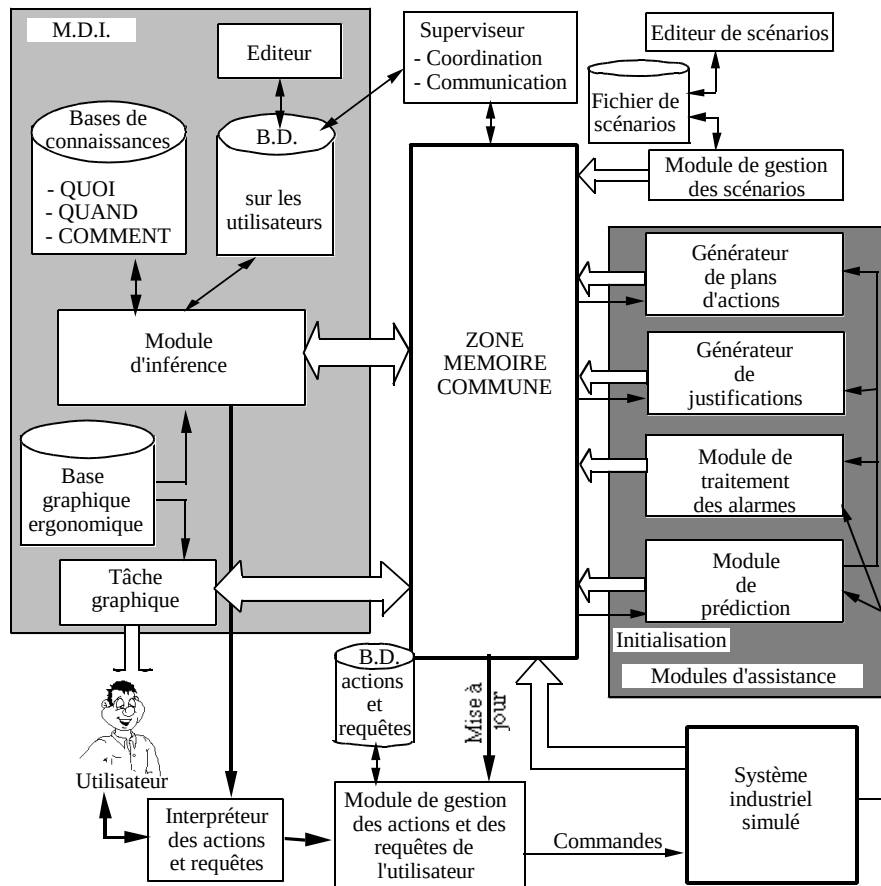 M.D.I.
Editeur
Superviseur
- Coordination
- Communication
Editeur de scénarios
Fichier de
scénarios
Module de gestion
des scénarios
Bases de
connaissances
- QUOI
- QUAND
- COMMENT
B.D.
sur les
utilisateurs
Module
d'inférence
ZONE
MEMOIRE
COMMUNE
Générateur
de plans
d'actions
Générateur
de
justifications
Module de
traitement
des alarmes
Module
de
prédiction
Initialisation
Modules d'assistance
Base
graphique
ergonomique
Tâche
graphique
B.D.
actions
et
requêtes
Mise à
jour
Utilisateur
Interpréteur
des actions
et requêtes
Module de gestion
des actions et des
requêtes de
l'utilisateur
Commandes
Système
industriel
simulé